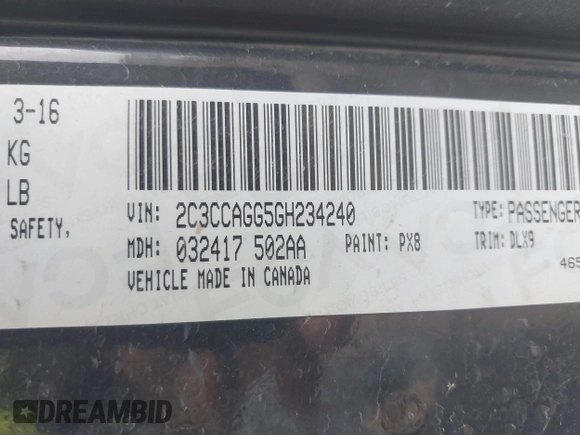 3-16
KG
LB
SAFETY,
VIN: 2C3CCAGG5GH234240 TYPE: PASSENGER
MDH: 032417 502AA PAINT: PX8 TRIM: DLX9
VEHICLE MADE IN CANADA 465
DREAMBID